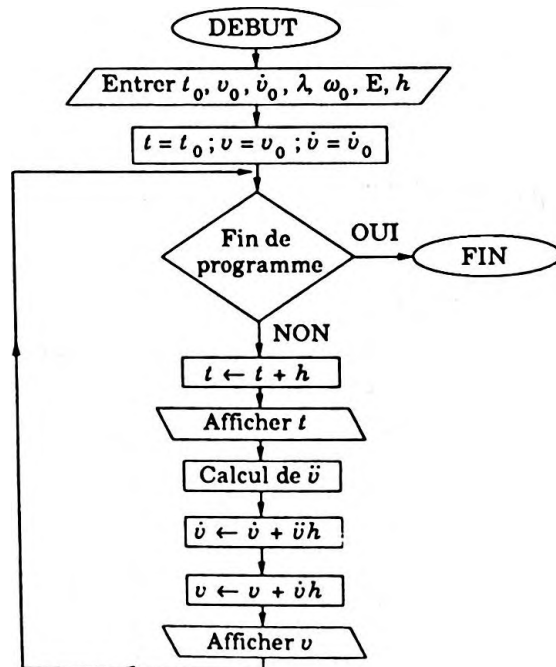 DEBUT
Entrer t₀, v₀, v̇₀, λ, ω₀, E, h
t = t₀ ; v = v₀ ; v̇ = v̇₀
Fin de
programme
OUI
FIN
NON
t ← t + h
Afficher t
Calcul de v̈
v̇ ← v̇ + v̈h
v ← v + v̇h
Afficher v